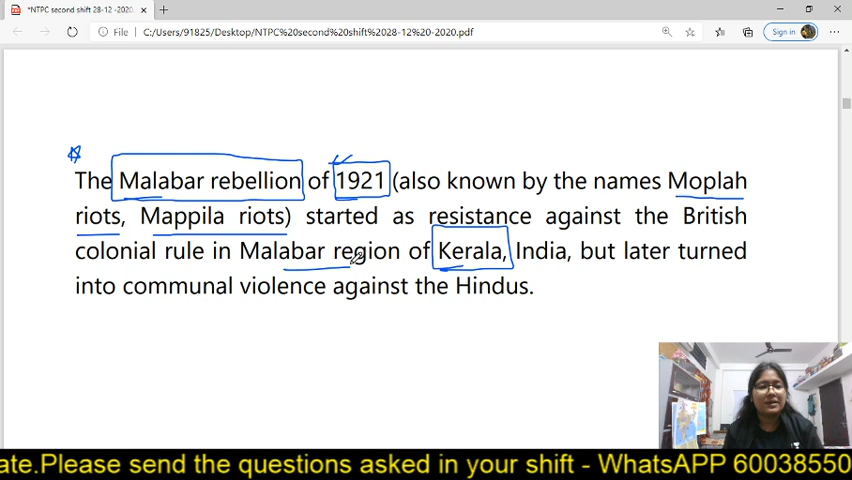 *NTPC second shift 28-12 -2020.
File
C:/Users/91825/Desktop/NTPC%20second%20shift%2028-12%20-2020.pdf
Sign in
The Malabar rebellion of 1921 (also known by the names Moplah
riots, Mappila riots) started as resistance against the British
colonial rule in Malabar region of Kerala, India, but later turned
into communal violence against the Hindus.
ate.Please send the questions asked in your shift - WhatsAPP 60038550